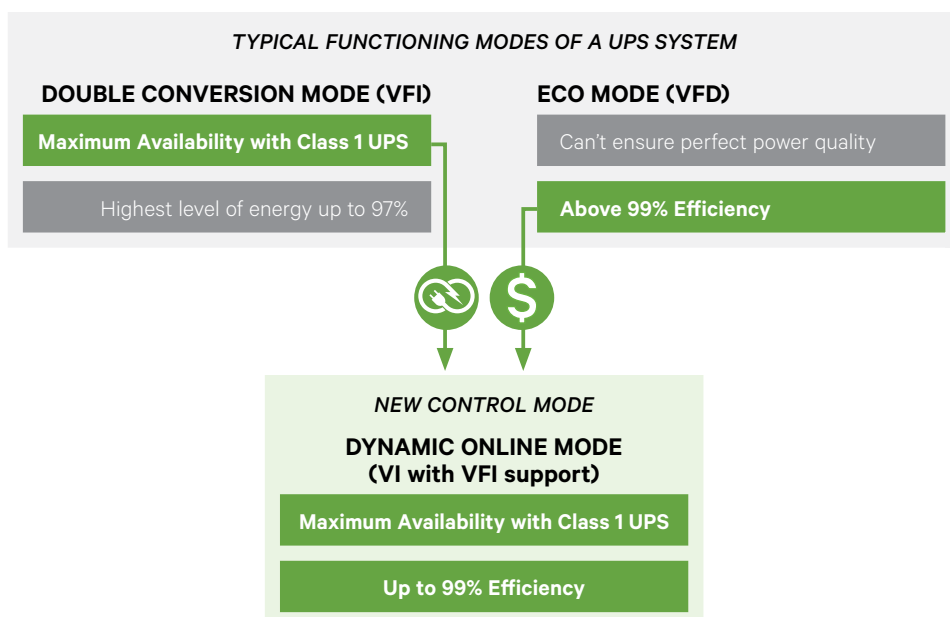 TYPICAL FUNCTIONING MODES OF A UPS SYSTEM
DOUBLE CONVERSION MODE (VFI)
Maximum Availability with Class 1 UPS
Highest level of energy up to 97%
ECO MODE (VFD)
Can't ensure perfect power quality
Above 99% Efficiency
$
NEW CONTROL MODE
DYNAMIC ONLINE MODE
(VI with VFI support)
Maximum Availability with Class 1 UPS
Up to 99% Efficiency